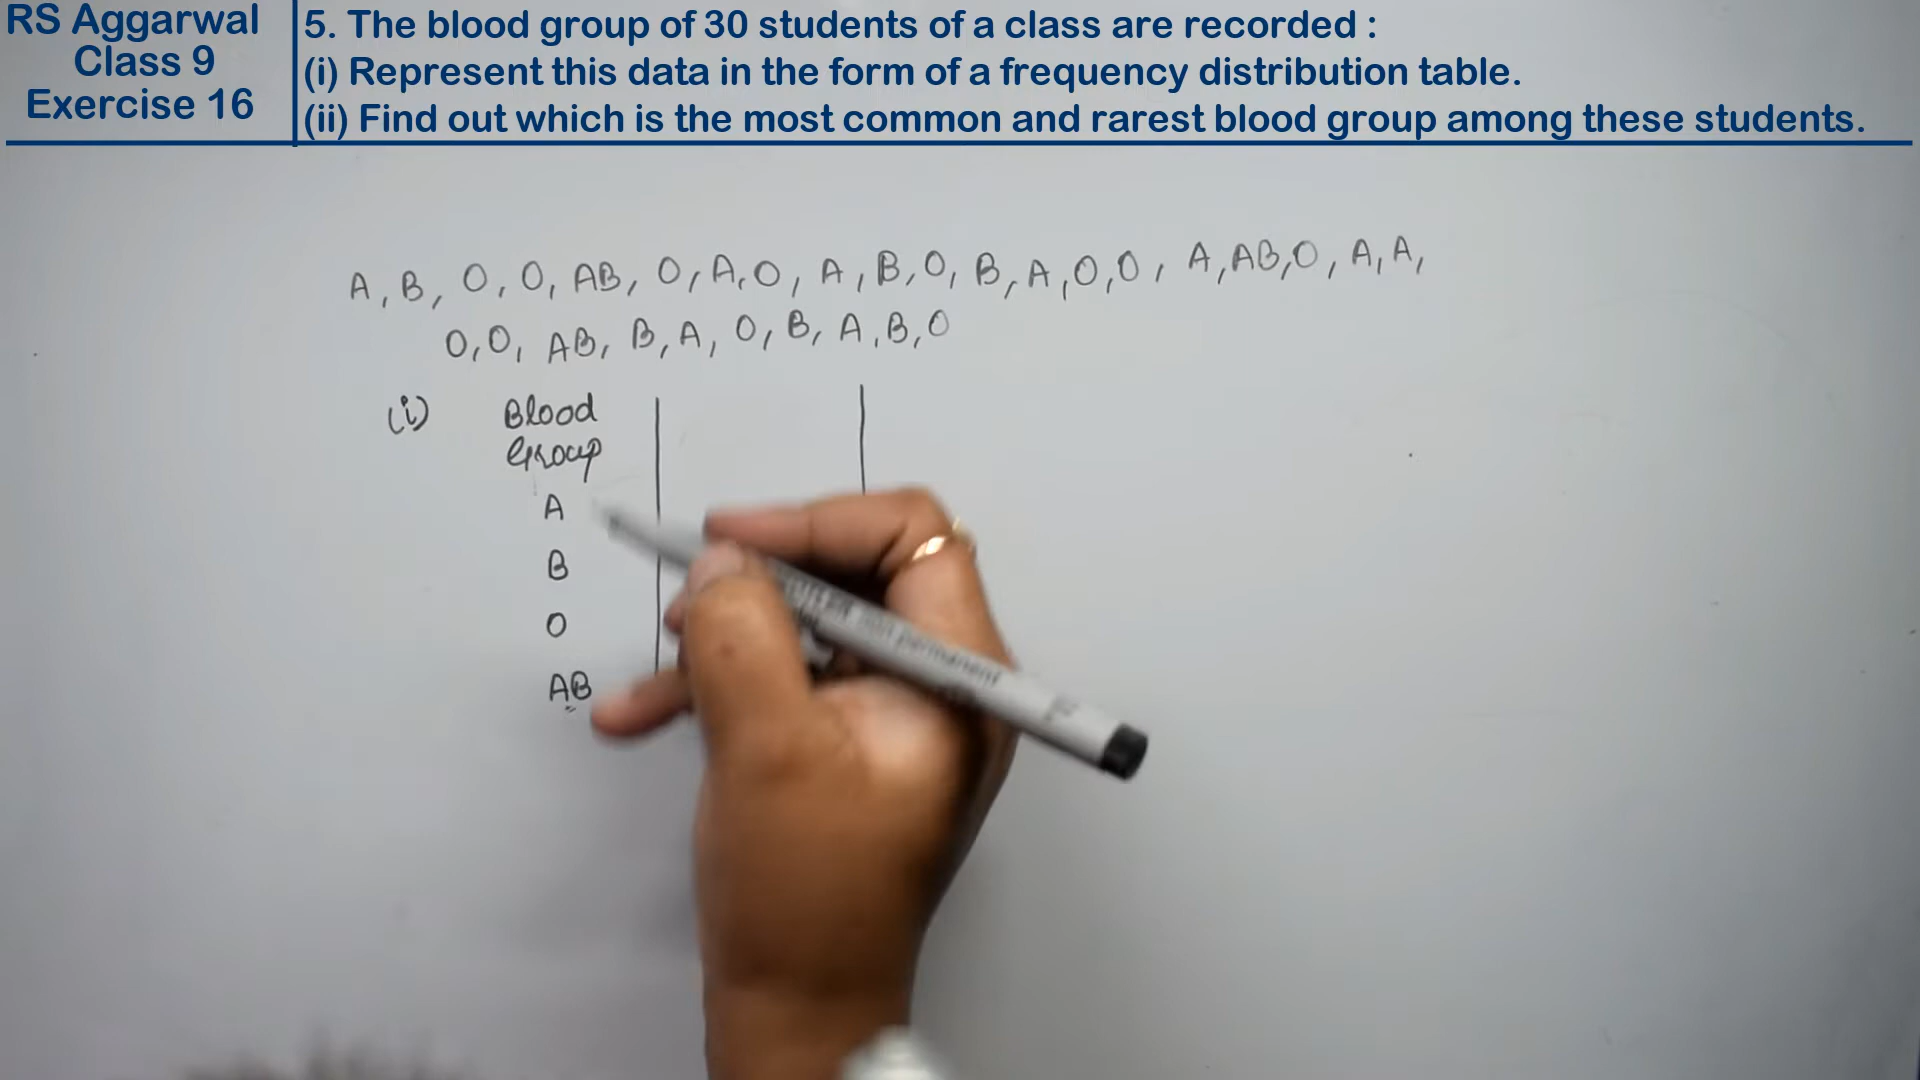 RS Aggarwal
Class 9
Exercise 16
5. The blood group of 30 students of a class are recorded :
(i) Represent this data in the form of a frequency distribution table.
(ii) Find out which is the most common and rarest blood group among these students.
A, B, O, O, AB, O, A, O, A, B, O, B, A, O, O, A, AB, O, A, A,
O, O, AB, B, A, O, B, A, B, O
(i) Blood
Group
A
B
O
AB
permanent